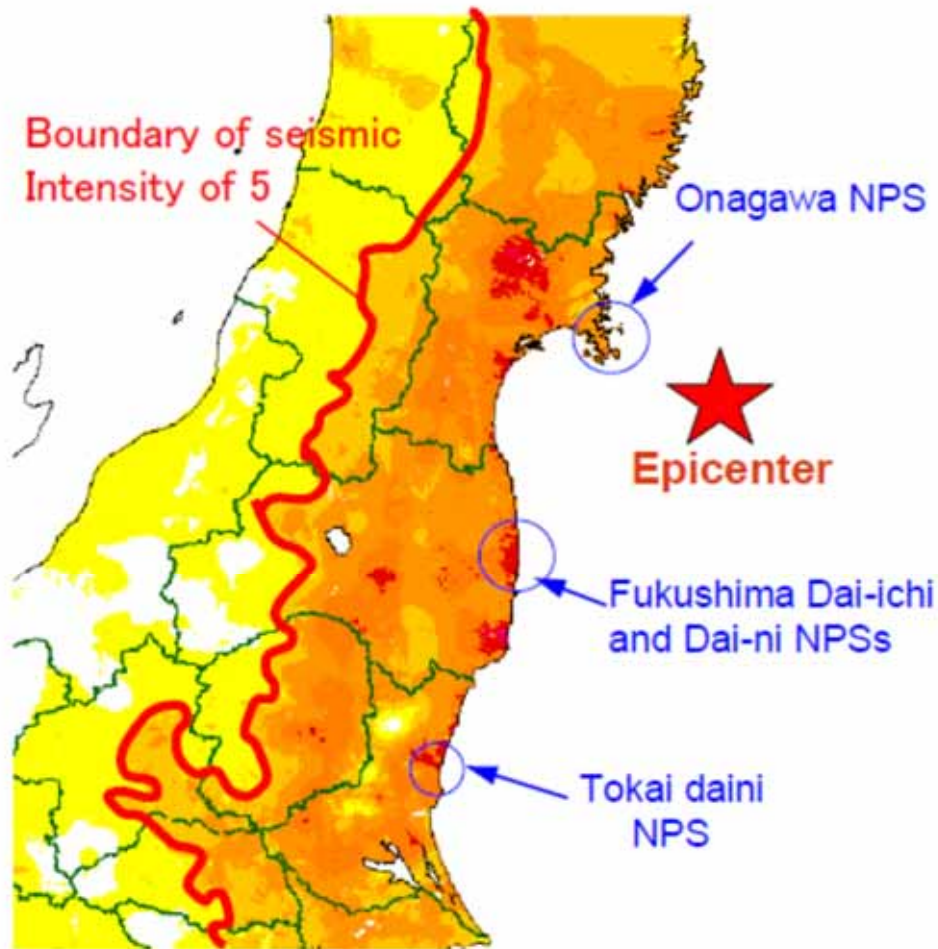 Boundary of seismic
Intensity of 5
Onagawa NPS
Epicenter
Fukushima Dai-ichi
and Dai-ni NPSs
Tokai daini
NPS